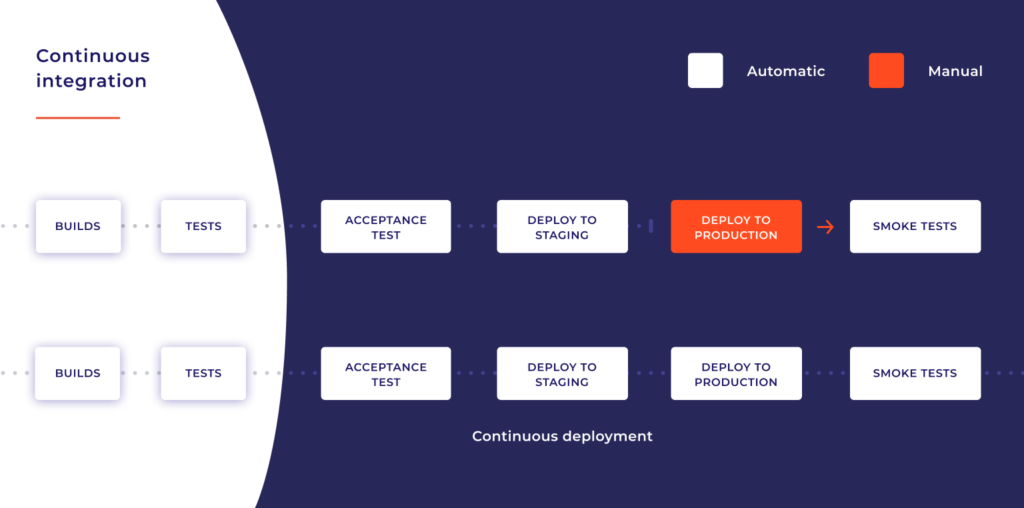 Continuous
integration
Automatic
Manual
BUILDS
TESTS
ACCEPTANCE
TEST
DEPLOY TO
STAGING
DEPLOY TO
PRODUCTION
SMOKE TESTS
BUILDS
TESTS
ACCEPTANCE
TEST
DEPLOY TO
STAGING
DEPLOY TO
PRODUCTION
SMOKE TESTS
Continuous deployment